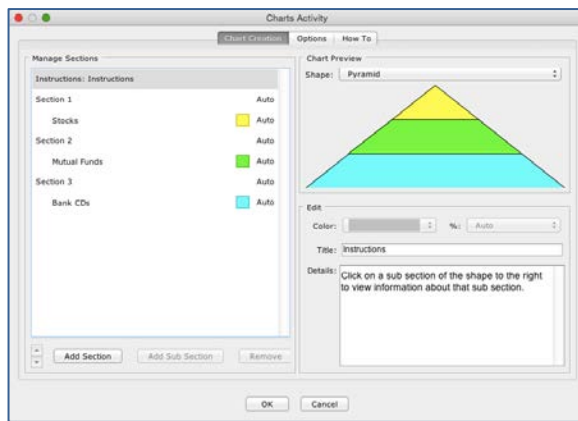 Charts Activity
Chart Creation
Options
How To
Manage Sections
Instructions: Instructions
Section 1 Auto
Stocks Auto
Section 2 Auto
Mutual Funds Auto
Section 3 Auto
Bank CDs Auto
Add Section
Add Sub Section
Remove
Chart Preview
Shape: Pyramid
Edit
Color: %: Auto
Title: Instructions
Details: Click on a sub section of the shape to the right
to view information about that sub section.
OK
Cancel